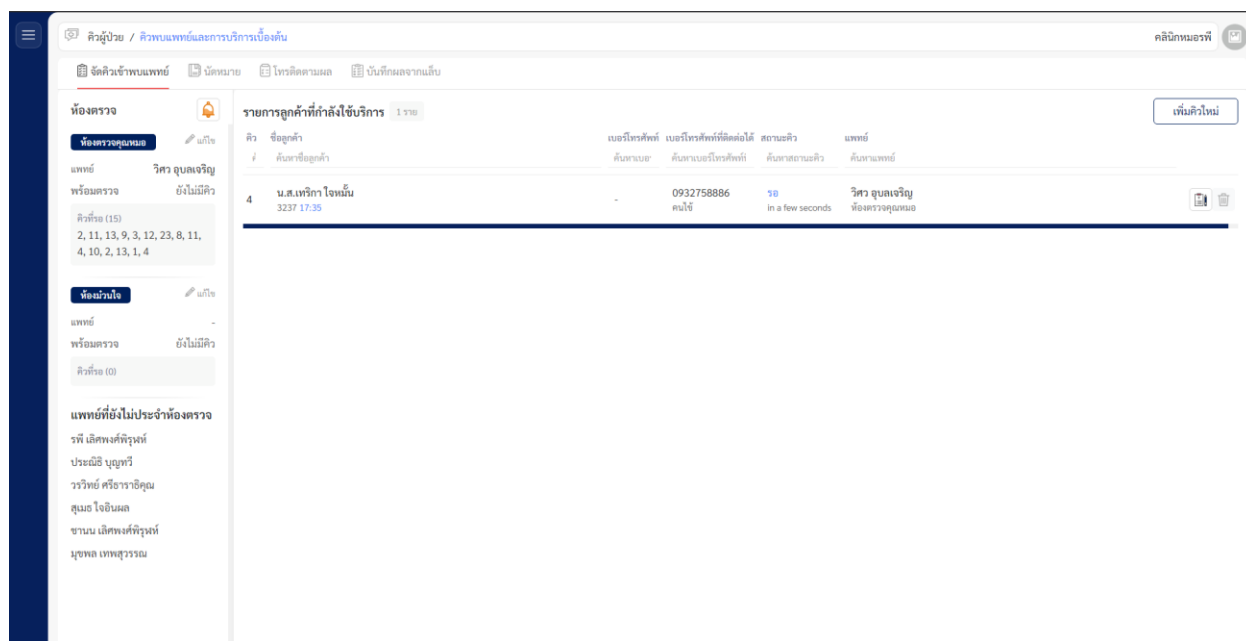 คิวผู้ป่วย / คิวพบแพทย์และการบริการเบื้องต้น
คลินิกหมอรพี
จัดคิวเข้าพบแพทย์ นัดหมาย โทรติดตามผล บันทึกผลจากแล็บ
ห้องตรวจ
ห้องตรวจคุณหมอ แก้ไข
แพทย์ วิศว อุบลเจริญ
พร้อมตรวจ ยังไม่มีคิว
คิวที่รอ (15)
2, 11, 13, 9, 3, 12, 23, 8, 11,
4, 10, 2, 13, 1, 4
ห้องม่วนใจ แก้ไข
แพทย์ -
พร้อมตรวจ ยังไม่มีคิว
คิวที่รอ (0)
แพทย์ที่ยังไม่ประจำห้องตรวจ
รพี เลิศพงศ์พิรุฬห์
ประณิธิ บุญทวี
วรวิทย์ ศรีธาราธิคุณ
สุเมธ ใจอินผล
ชานน เลิศพงศ์พิรุฬห์
มุขพล เทพสุวรรณ
รายการลูกค้าที่กำลังใช้บริการ 1 ราย
เพิ่มคิวใหม่
คิว ชื่อลูกค้า เบอร์โทรศัพท์ เบอร์โทรศัพท์ที่ติดต่อได้ สถานะคิว แพทย์
ค้นหาชื่อลูกค้า ค้นหาเบอ ค้นหาเบอร์โทรศัพท์ที่ ค้นหาสถานะคิว ค้นหาแพทย์
4 น.ส.เทริกา ใจหมั้น - 0932758886 รอ วิศว อุบลเจริญ
3237 17:35 คนไข้ in a few seconds ห้องตรวจคุณหมอ